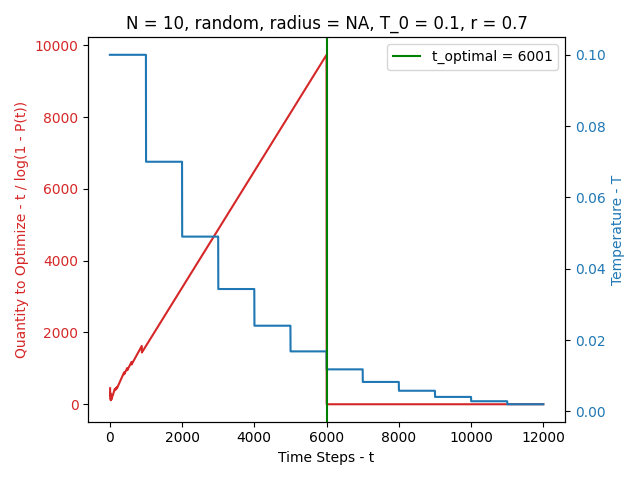 N = 10, random, radius = NA, T_0 = 0.1, r = 0.7
t_optimal = 6001
Quantity to Optimize - t / log(1 - P(t))
10000
8000
6000
4000
2000
0
0.10
0.08
0.06
0.04
0.02
0.00
Temperature - T
0 2000 4000 6000 8000 10000 12000
Time Steps - t